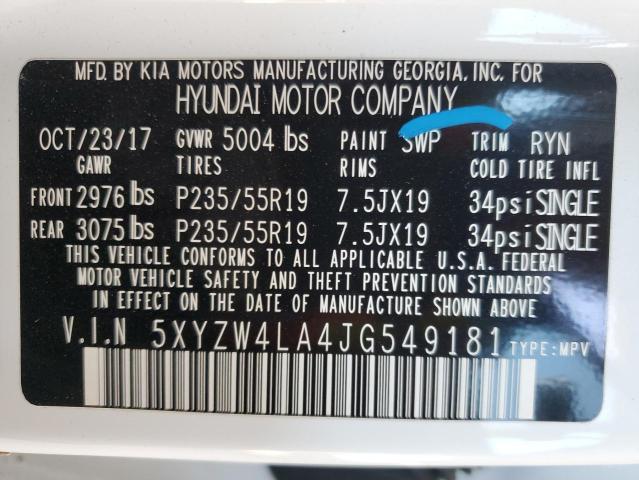 MFD. BY KIA MOTORS MANUFACTURING GEORGIA, INC. FOR
HYUNDAI MOTOR COMPANY
OCT/23/17 GVWR 5004 lbs PAINT SWP TRIM RYN
GAWR TIRES RIMS COLD TIRE INFL
FRONT 2976 lbs P235/55R19 7.5JX19 34psi SINGLE
REAR 3075 lbs P235/55R19 7.5JX19 34psi SINGLE
THIS VEHICLE CONFORMS TO ALL APPLICABLE U.S.A. FEDERAL
MOTOR VEHICLE SAFETY AND THEFT PREVENTION STANDARDS
IN EFFECT ON THE DATE OF MANUFACTURE SHOWN ABOVE.
V.I.N 5XYZW4LA4JG549181 TYPE:MPV